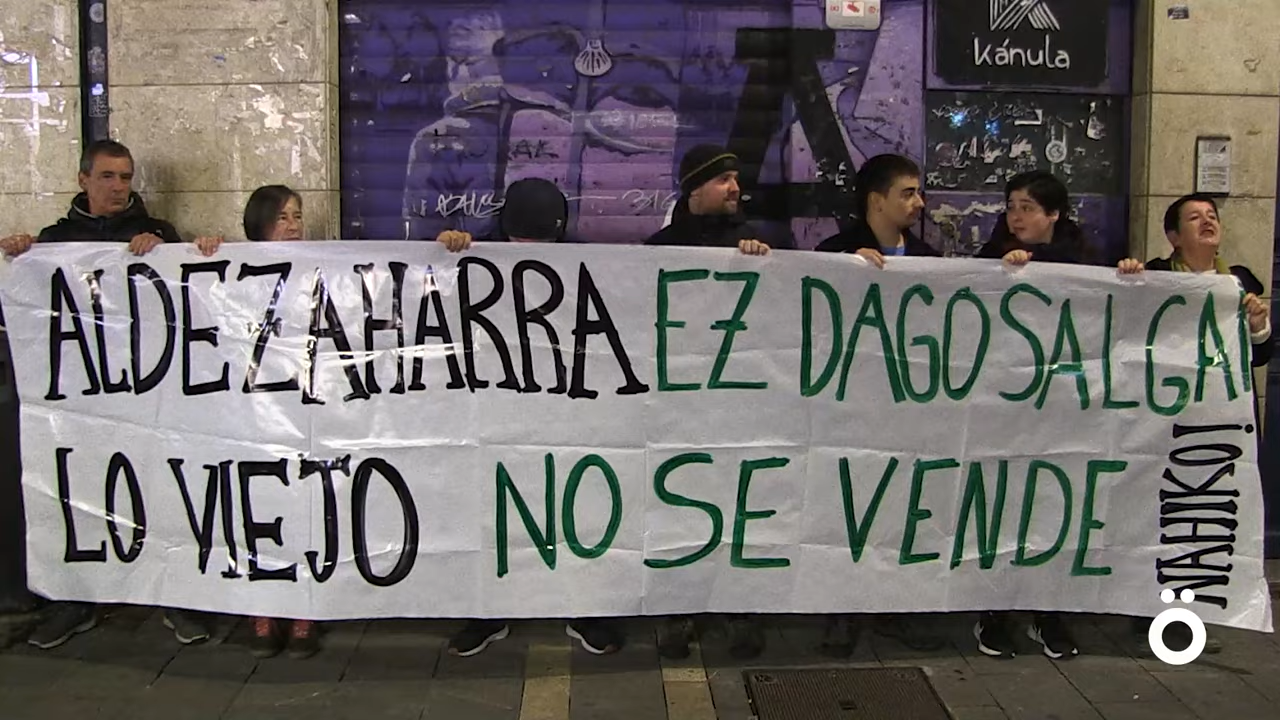 kánula
ALDEZAHARRA EZ DAGO SALGAI
LO VIEJO NO SE VENDE
NAHIKO!
Ö